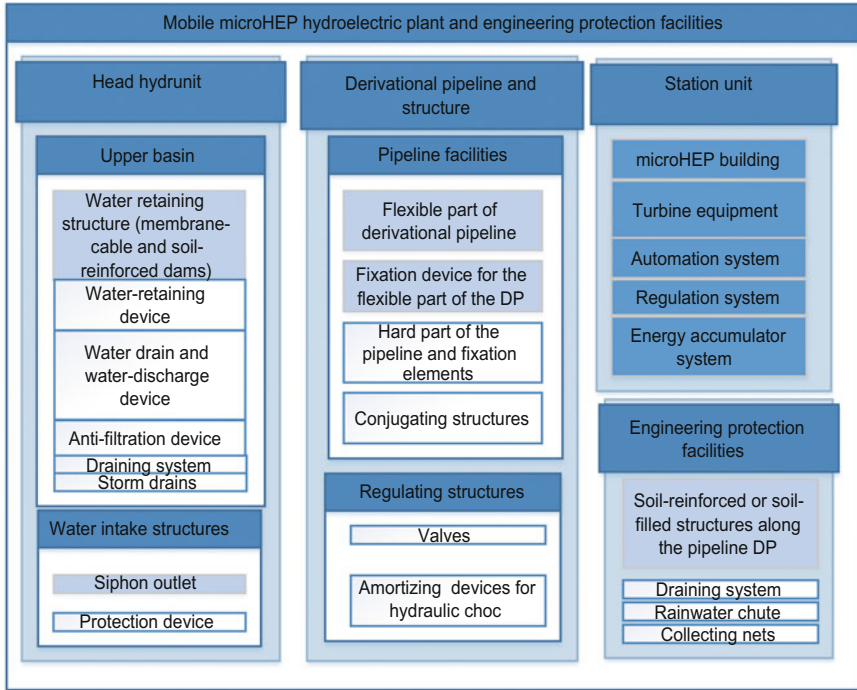 Mobile microHEP hydroelectric plant and engineering protection facilities
Head hydrunit
Upper basin
Water retaining
structure (membrane-
cable and soil-
reinforced dams)
Water-retaining
device
Water drain and
water-discharge
device
Anti-filtration device
Draining system
Storm drains
Water intake structures
Siphon outlet
Protection device
Derivational pipeline and
structure
Pipeline facilities
Flexible part of
derivational pipeline
Fixation device for the
flexible part of the DP
Hard part of the
pipeline and fixation
elements
Conjugating structures
Regulating structures
Valves
Amortizing devices for
hydraulic choc
Station unit
microHEP building
Turbine equipment
Automation system
Regulation system
Energy accumulator
system
Engineering protection
facilities
Soil-reinforced or soil-
filled structures along
the pipeline DP
Draining system
Rainwater chute
Collecting nets